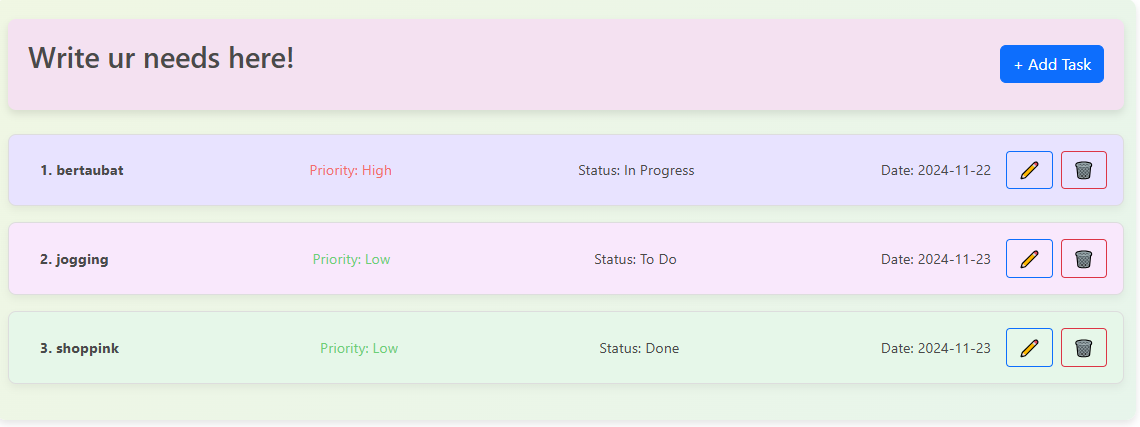 Write ur needs here!
+ Add Task
1. bertaubat Priority: High Status: In Progress Date: 2024-11-22
2. jogging Priority: Low Status: To Do Date: 2024-11-23
3. shoppink Priority: Low Status: Done Date: 2024-11-23